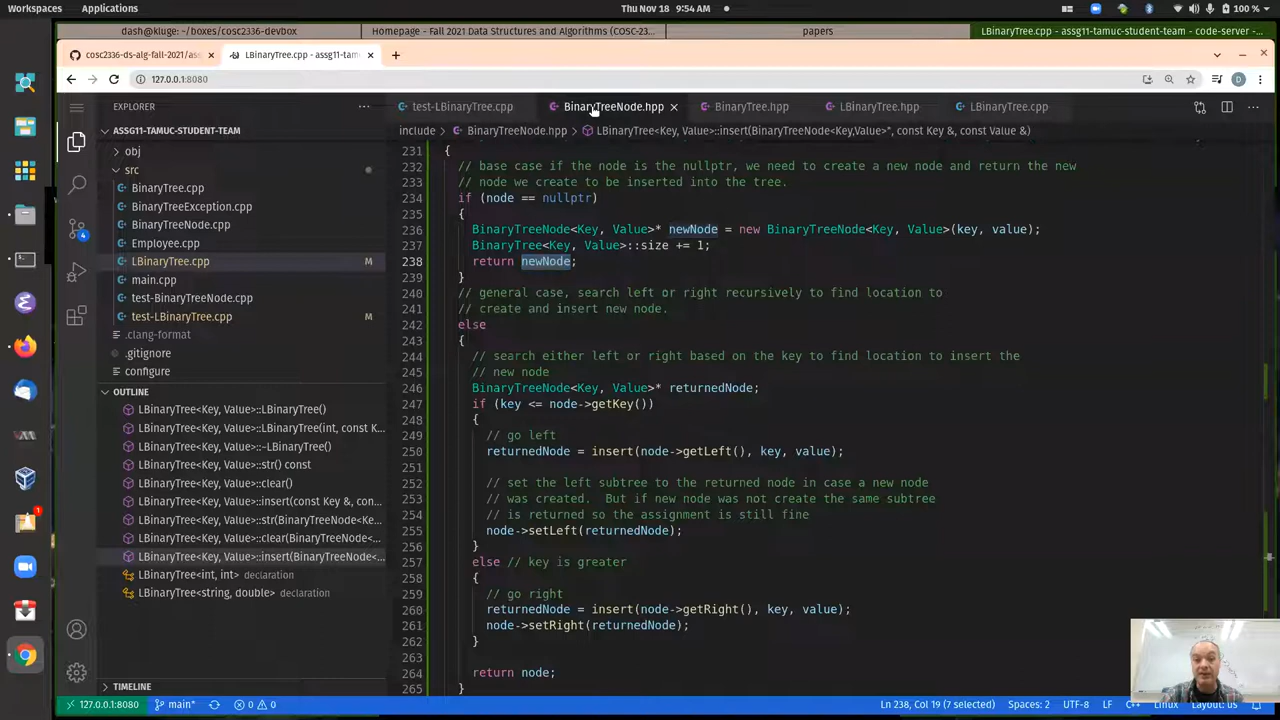 Workspaces
Applications
Thu Nov 18
9:54 AM
100 %
dash@kluge: ~/boxes/cosc2336-devbox
Homepage - Fall 2021 Data Structures and Algorithms (COSC-23...
papers
LBinaryTree.cpp - assg11-tamuc-student-team - code-server - ...
cosc2336-ds-alg-fall-2021/ass
LBinaryTree.cpp - assg11-tam
127.0.0.1:8080
EXPLORER
test-LBinaryTree.cpp
BinaryTreeNode.hpp
BinaryTree.hpp
LBinaryTree.hpp
LBinaryTree.cpp
include > BinaryTreeNode.hpp > LBinaryTree<Key, Value>::insert(BinaryTreeNode<Key,Value>*, const Key &, const Value &)
ASSG11-TAMUC-STUDENT-TEAM
obj
src
BinaryTree.cpp
BinaryTreeException.cpp
BinaryTreeNode.cpp
Employee.cpp
LBinaryTree.cpp M
main.cpp
test-BinaryTreeNode.cpp
test-LBinaryTree.cpp M
.clang-format
.gitignore
configure
OUTLINE
LBinaryTree<Key, Value>::LBinaryTree()
LBinaryTree<Key, Value>::LBinaryTree(int, const K...
LBinaryTree<Key, Value>::~LBinaryTree()
LBinaryTree<Key, Value>::str() const
LBinaryTree<Key, Value>::clear()
LBinaryTree<Key, Value>::insert(const Key &, con...
LBinaryTree<Key, Value>::str(BinaryTreeNode<Ke...
LBinaryTree<Key, Value>::clear(BinaryTreeNode<...
LBinaryTree<Key, Value>::insert(BinaryTreeNode<...
LBinaryTree<int, int> declaration
LBinaryTree<string, double> declaration
TIMELINE
4
1
231 {
232 // base case if the node is the nullptr, we need to create a new node and return the new
233 // node we create to be inserted into the tree.
234 if (node == nullptr)
235 {
236 BinaryTreeNode<Key, Value>* newNode = new BinaryTreeNode<Key, Value>(key, value);
237 BinaryTree<Key, Value>::size += 1;
238 return newNode;
239 }
240 // general case, search left or right recursively to find location to
241 // create and insert new node.
242 else
243 {
244 // search either left or right based on the key to find location to insert the
245 // new node
246 BinaryTreeNode<Key, Value>* returnedNode;
247 if (key <= node->getKey())
248 {
249 // go left
250 returnedNode = insert(node->getLeft(), key, value);
251
252 // set the left subtree to the returned node in case a new node
253 // was created.  But if new node was not create the same subtree
254 // is returned so the assignment is still fine
255 node->setLeft(returnedNode);
256 }
257 else // key is greater
258 {
259 // go right
260 returnedNode = insert(node->getRight(), key, value);
261 node->setRight(returnedNode);
262 }
263
264 return node;
265 }
127.0.0.1:8080
main*
0
0
Ln 238, Col 19 (7 selected)
Spaces: 2
UTF-8
LF
C++
Linux
Layout: us